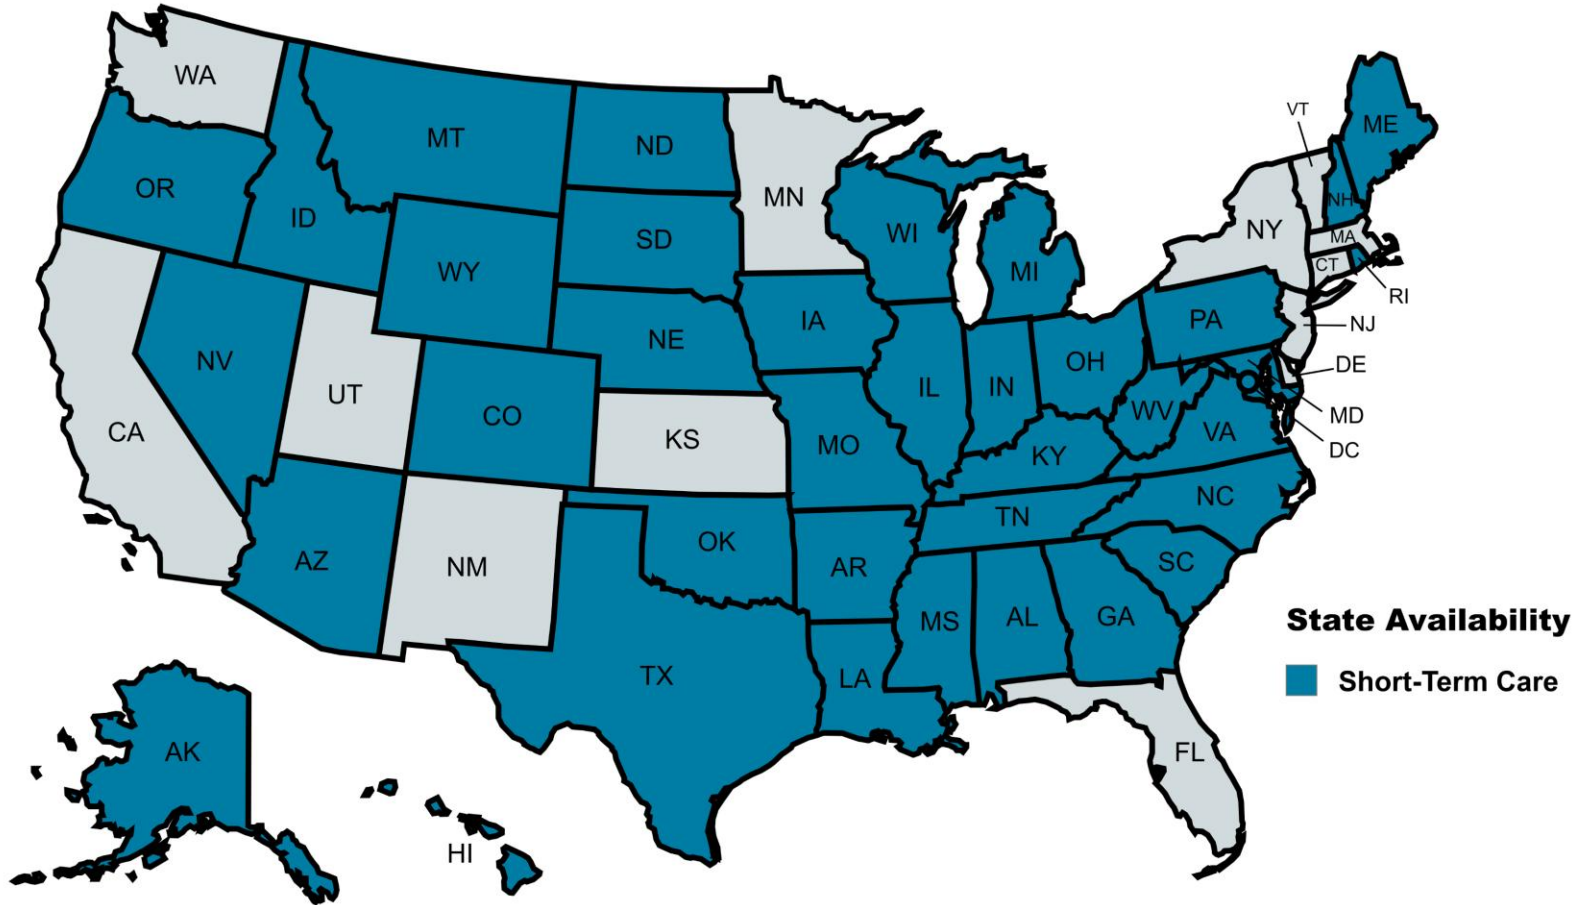 WA
MT
ND
VT
ME
OR
ID
MN
NH
SD
WI
NY
MA
WY
MI
CT
RI
IA
PA
NJ
NE
NV
OH
DE
UT
IL
IN
CO
WV
MD
CA
KS
MO
VA
DC
KY
NC
TN
OK
AZ
NM
AR
SC
MS
AL
GA
State Availability
TX
LA
Short-Term Care
AK
FL
HI